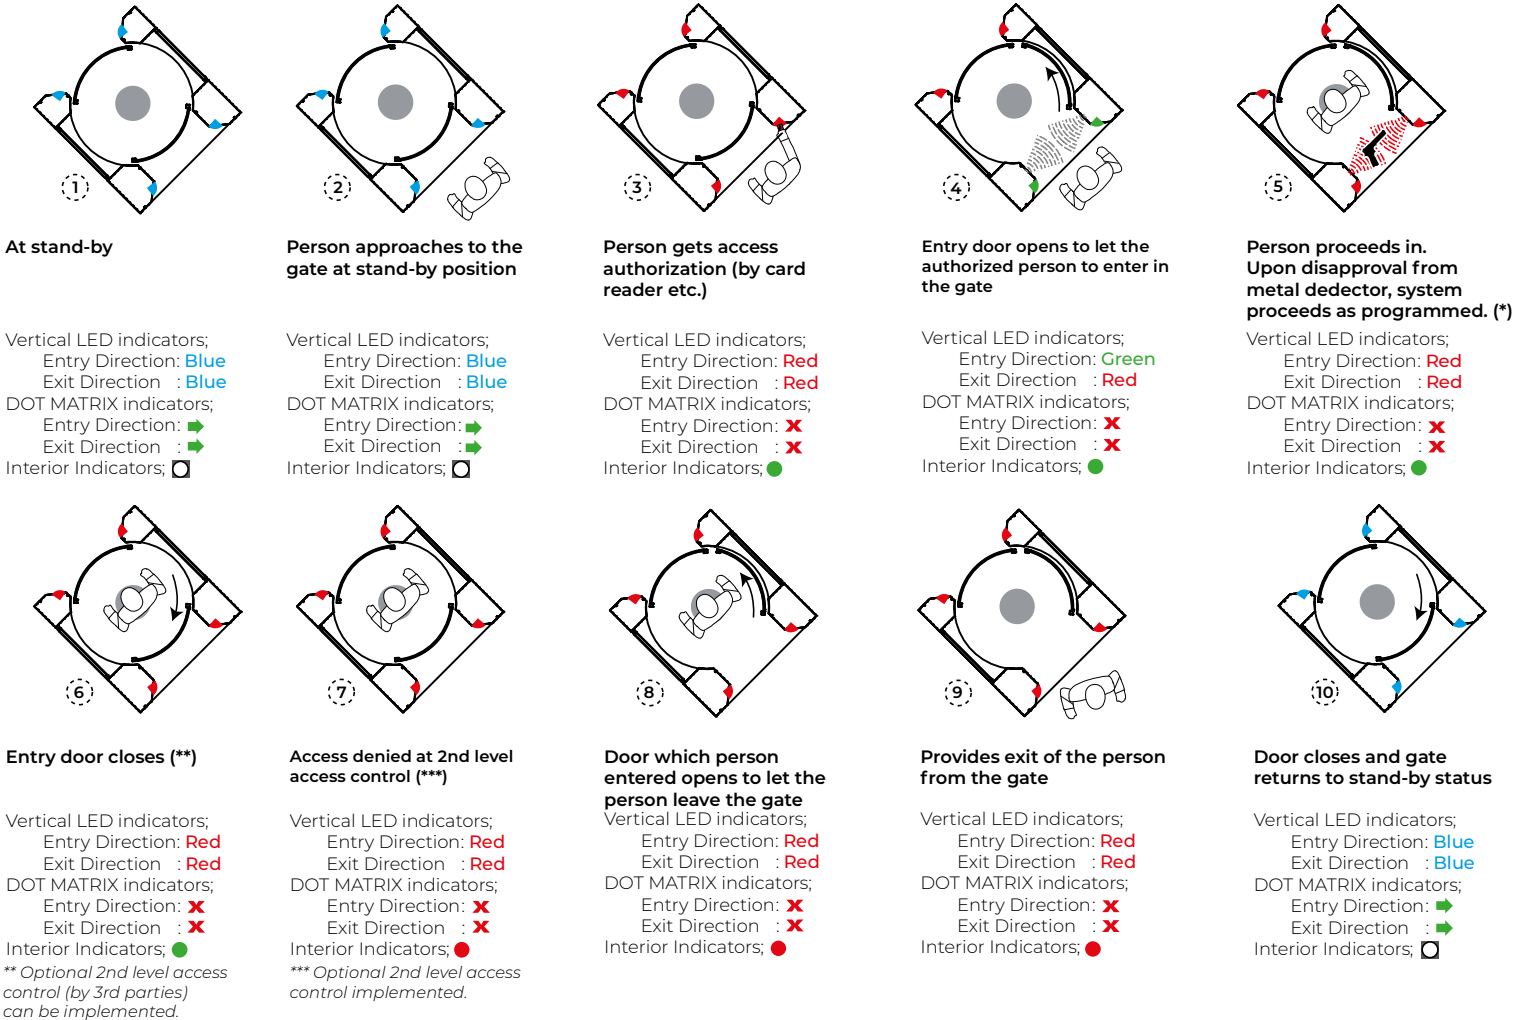 1
At stand-by
Vertical LED indicators;
Entry Direction: Blue
Exit Direction : Blue
DOT MATRIX indicators;
Entry Direction:
Exit Direction :
Interior Indicators;
2
Person approaches to the
gate at stand-by position
Vertical LED indicators;
Entry Direction: Blue
Exit Direction : Blue
DOT MATRIX indicators;
Entry Direction:
Exit Direction :
Interior Indicators;
3
Person gets access
authorization (by card
reader etc.)
Vertical LED indicators;
Entry Direction: Red
Exit Direction : Red
DOT MATRIX indicators;
Entry Direction: X
Exit Direction : X
Interior Indicators;
4
Entry door opens to let the
authorized person to enter in
the gate
Vertical LED indicators;
Entry Direction: Green
Exit Direction : Red
DOT MATRIX indicators;
Entry Direction: X
Exit Direction : X
Interior Indicators;
5
Person proceeds in.
Upon disapproval from
metal dedector, system
proceeds as programmed. (*)
Vertical LED indicators;
Entry Direction: Red
Exit Direction : Red
DOT MATRIX indicators;
Entry Direction: X
Exit Direction : X
Interior Indicators;
6
Entry door closes (**)
Vertical LED indicators;
Entry Direction: Red
Exit Direction : Red
DOT MATRIX indicators;
Entry Direction: X
Exit Direction : X
Interior Indicators;
** Optional 2nd level access
control (by 3rd parties)
can be implemented.
7
Access denied at 2nd level
access control (***)
Vertical LED indicators;
Entry Direction: Red
Exit Direction : Red
DOT MATRIX indicators;
Entry Direction: X
Exit Direction : X
Interior Indicators;
*** Optional 2nd level access
control implemented.
8
Door which person
entered opens to let the
person leave the gate
Vertical LED indicators;
Entry Direction: Red
Exit Direction : Red
DOT MATRIX indicators;
Entry Direction: X
Exit Direction : X
Interior Indicators;
9
Provides exit of the person
from the gate
Vertical LED indicators;
Entry Direction: Red
Exit Direction : Red
DOT MATRIX indicators;
Entry Direction: X
Exit Direction : X
Interior Indicators;
10
Door closes and gate
returns to stand-by status
Vertical LED indicators;
Entry Direction: Blue
Exit Direction : Blue
DOT MATRIX indicators;
Entry Direction:
Exit Direction :
Interior Indicators;